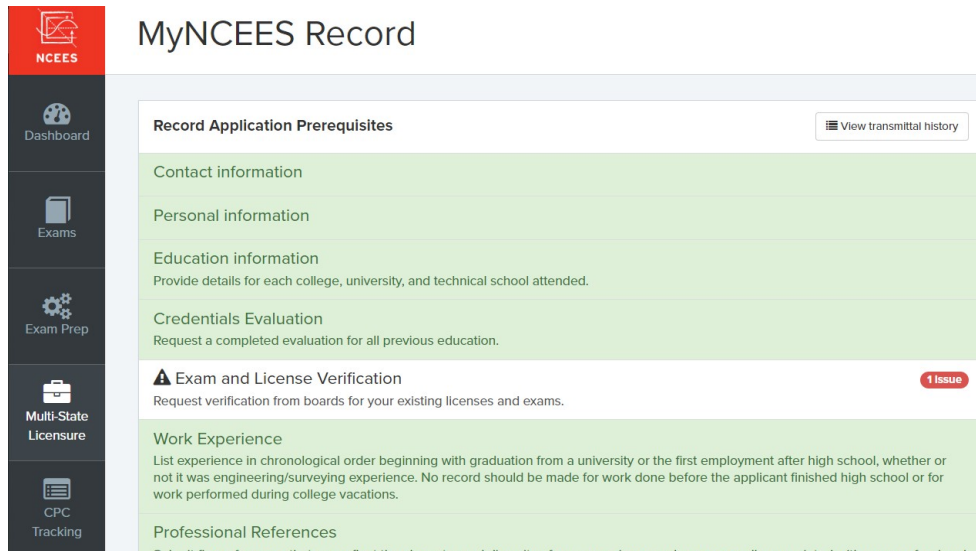 NCEES
MyNCEES Record
Dashboard
Exams
Exam Prep
Multi-State
Licensure
CPC
Tracking
Record Application Prerequisites
View transmittal history
Contact information
Personal information
Education information
Provide details for each college, university, and technical school attended.
Credentials Evaluation
Request a completed evaluation for all previous education.
Exam and License Verification
1 Issue
Request verification from boards for your existing licenses and exams.
Work Experience
List experience in chronological order beginning with graduation from a university or the first employment after high school, whether or
not it was engineering/surveying experience. No record should be made for work done before the applicant finished high school or for
work performed during college vacations.
Professional References